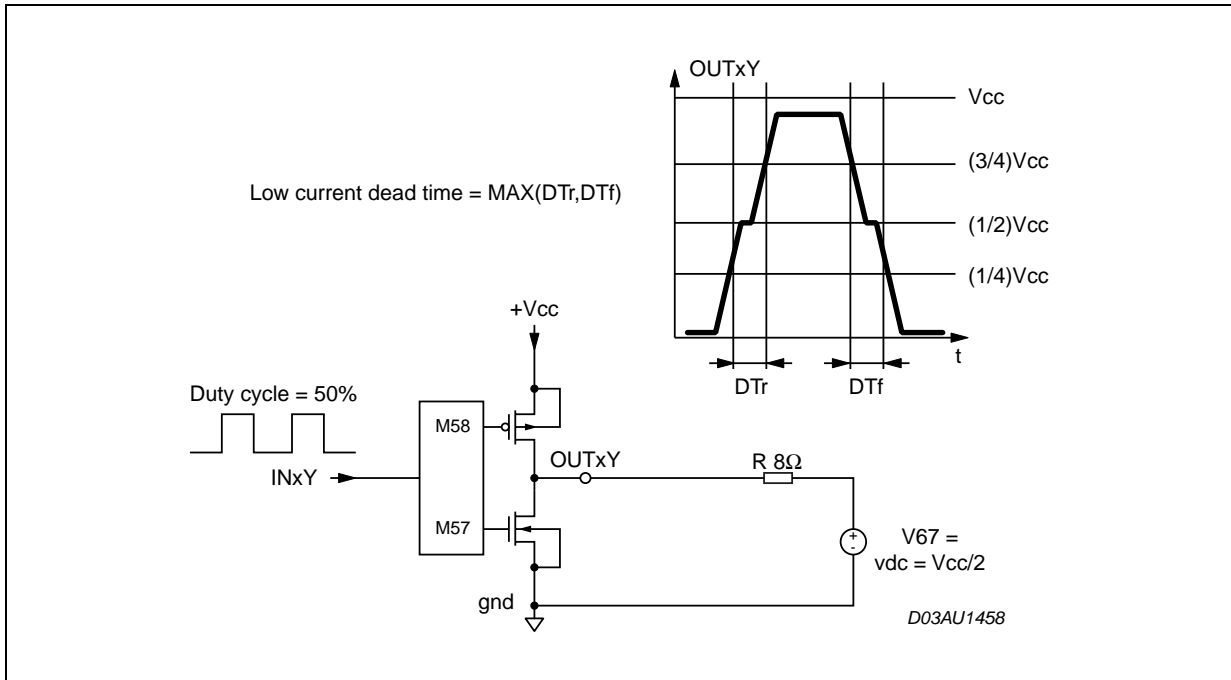 OUTxY
Vcc
(3/4)Vcc
Low current dead time = MAX(DTr,DTf)
(1/2)Vcc
(1/4)Vcc
+Vcc
t
DTr
DTf
Duty cycle = 50%
M58
OUTxY
R 8Ω
INxY
M57
+
-
V67 =
vdc = Vcc/2
gnd
D03AU1458